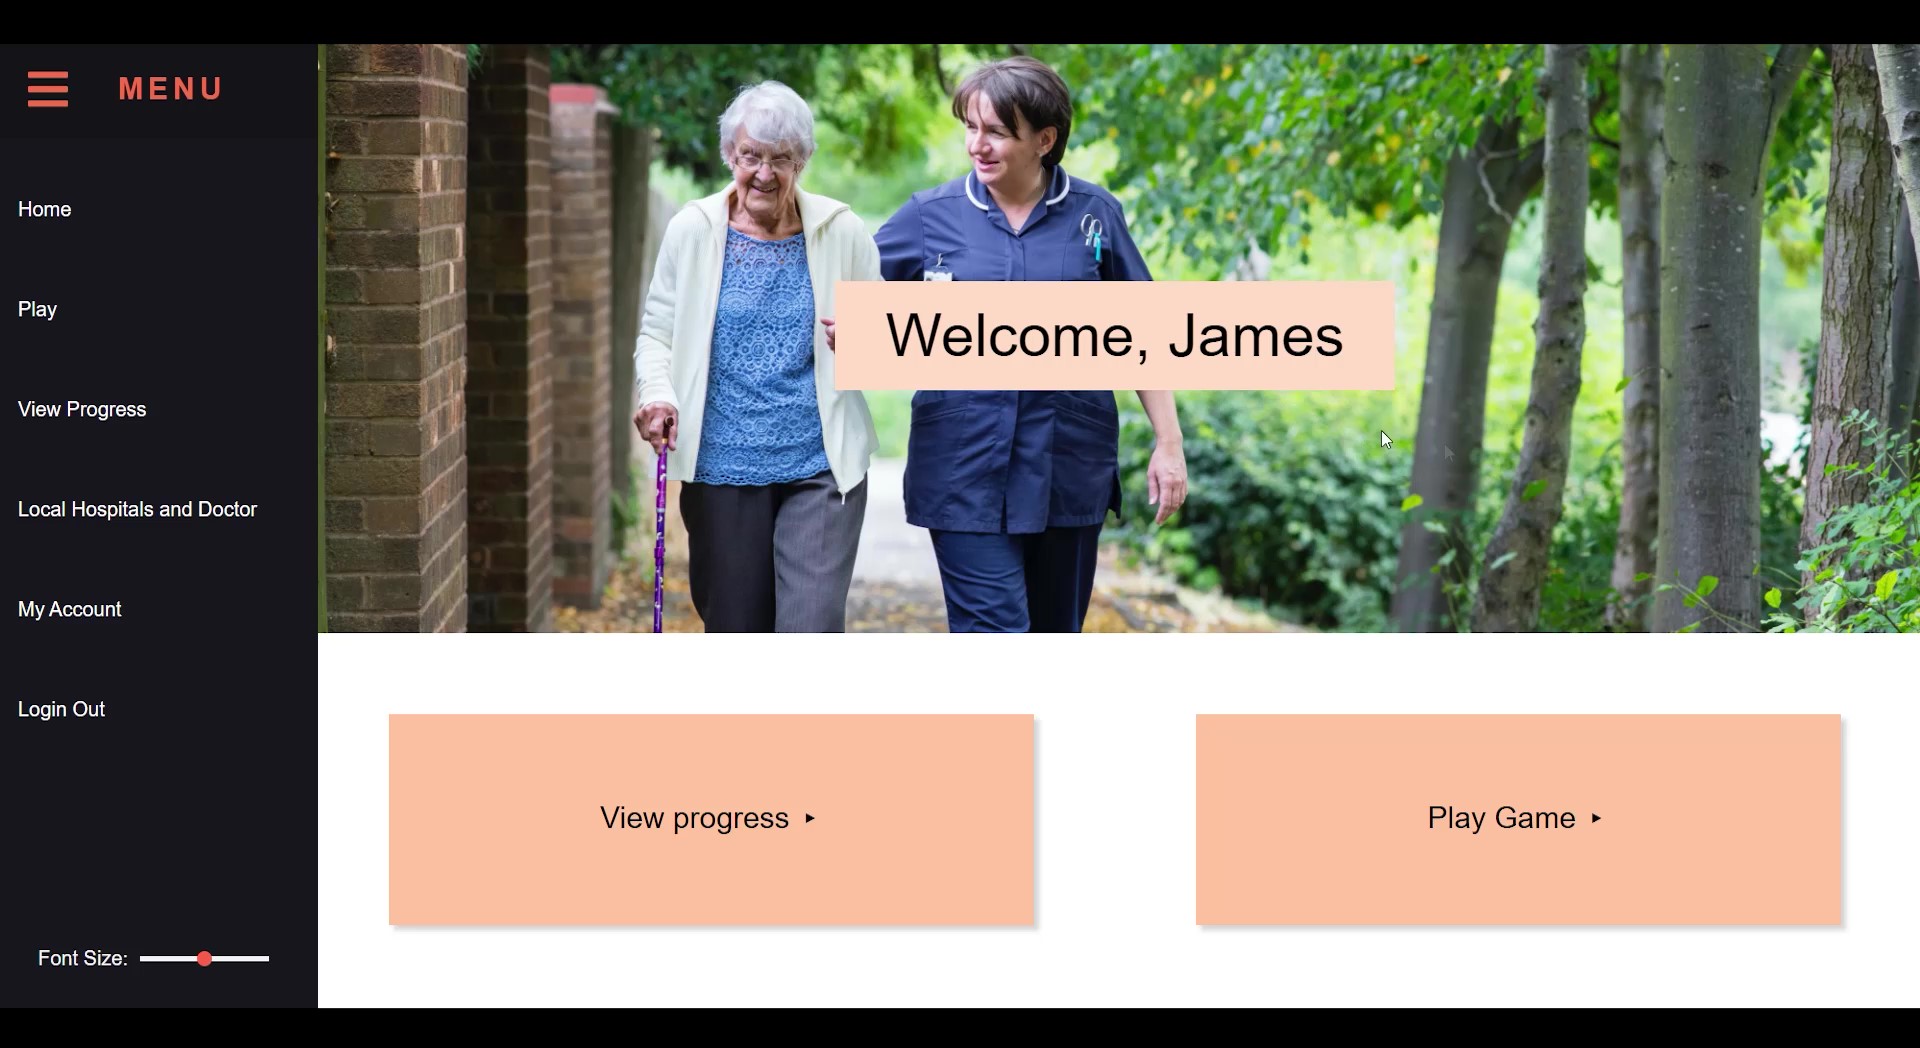 MENU
Home
Play
View Progress
Local Hospitals and Doctor
My Account
Login Out
Font Size:
Welcome, James
View progress ▸
Play Game ▸